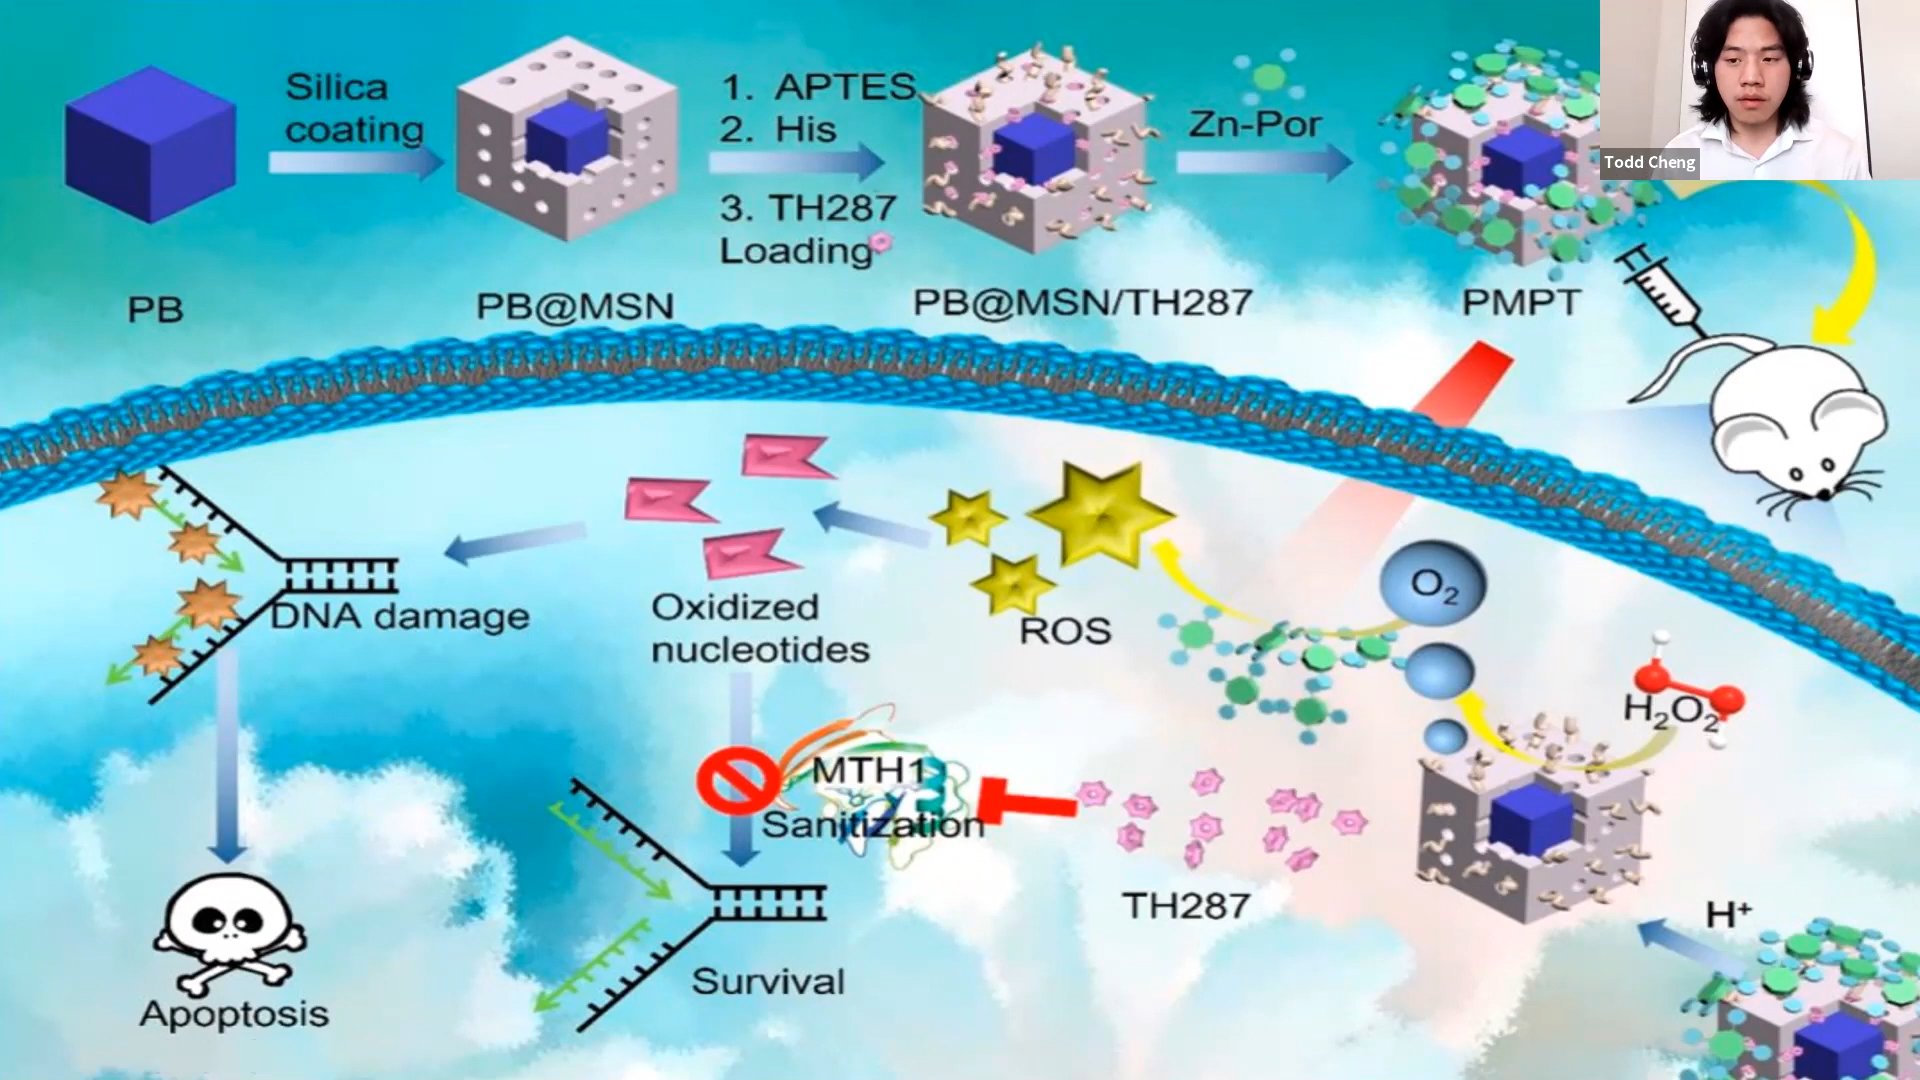 Silica
coating
1. APTES
2. His
3. TH287
Loading
Zn-Por
Todd Cheng
PB
PB@MSN
PB@MSN/TH287
PMPT
O₂
H₂O₂
ROS
Oxidized
nucleotides
DNA damage
MTH1
Sanitization
TH287
H⁺
Survival
Apoptosis